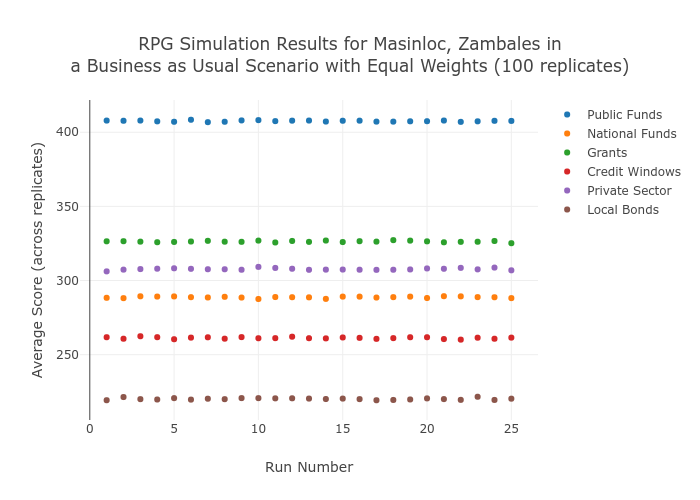 RPG Simulation Results for Masinloc, Zambales in
a Business as Usual Scenario with Equal Weights (100 replicates)
Average Score (across replicates)
400
350
300
250
0
5
10
15
20
25
Run Number
Public Funds
National Funds
Grants
Credit Windows
Private Sector
Local Bonds